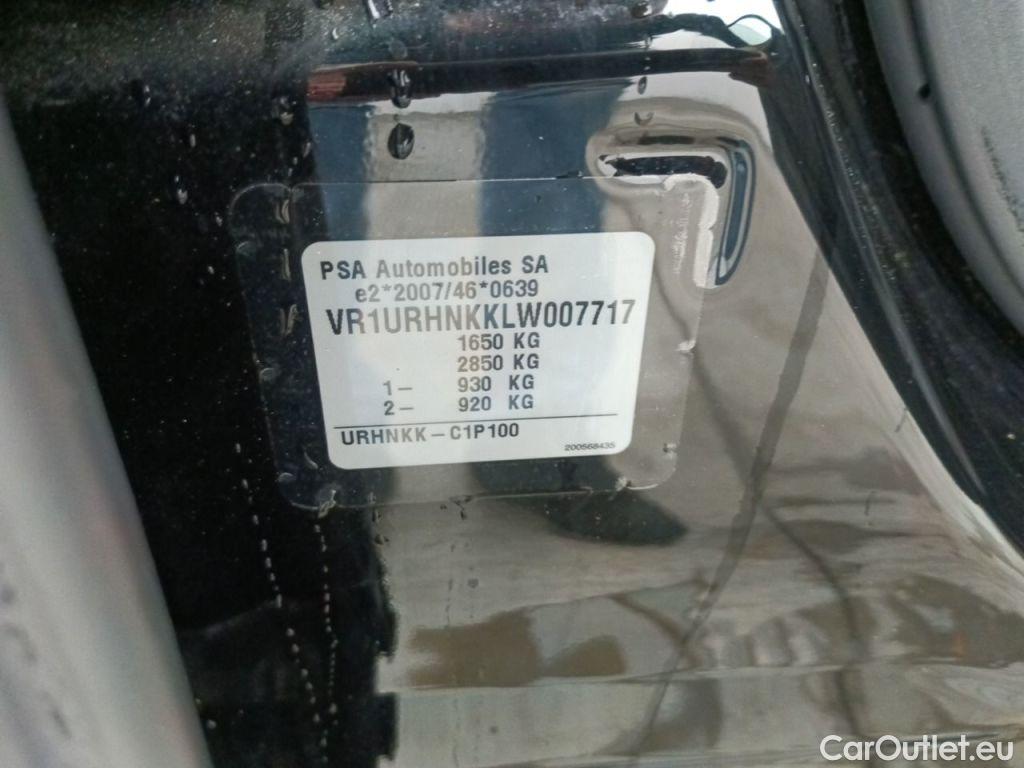 PSA Automobiles SA
e2*2007/46*0639
VR1URHNKKLW007717
1650 KG
2850 KG
1- 930 KG
2- 920 KG
URHNKK-C1P100
200568435
CarOutlet.eu